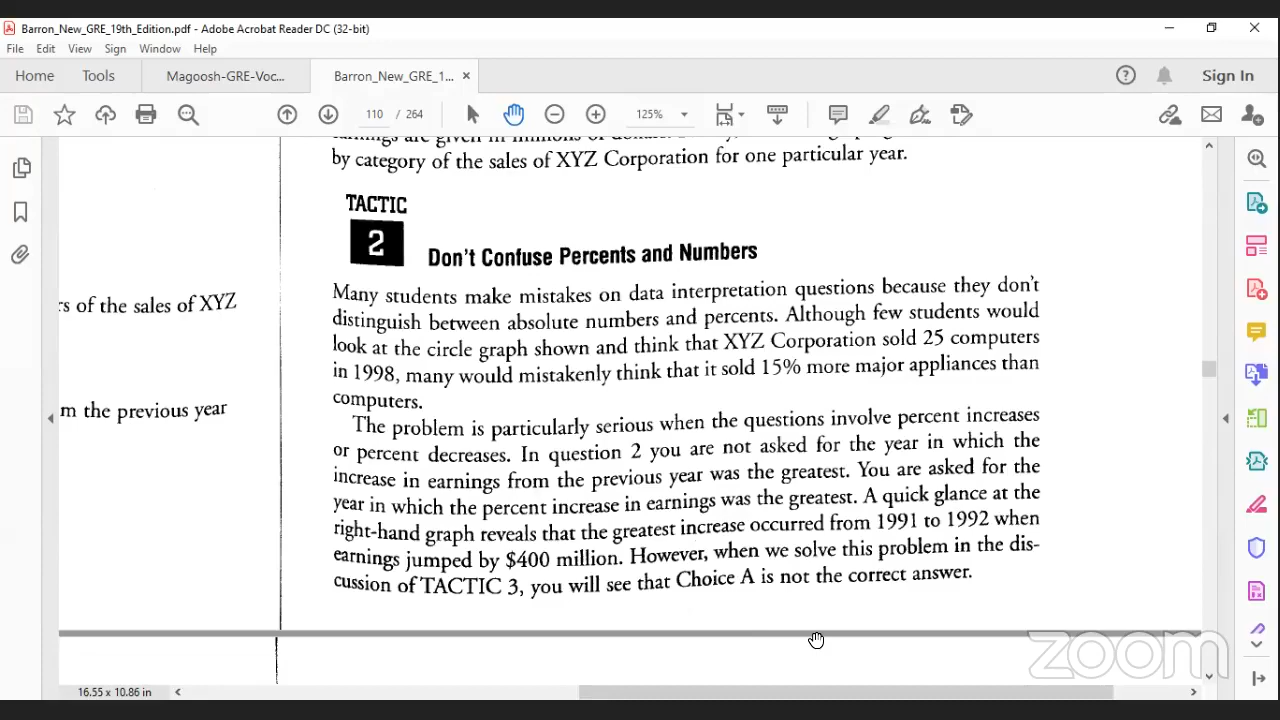 Barron_New_GRE_19th_Edition.pdf - Adobe Acrobat Reader DC (32-bit)
File Edit View Sign Window Help
Home Tools Magoosh-GRE-Voc... Barron_New_GRE_1... × Sign In
110 / 264 125%
by category of the sales of XYZ Corporation for one particular year.
TACTIC
2
Don't Confuse Percents and Numbers
Many students make mistakes on data interpretation questions because they don't
distinguish between absolute numbers and percents. Although few students would
look at the circle graph shown and think that XYZ Corporation sold 25 computers
in 1998, many would mistakenly think that it sold 15% more major appliances than
computers.
The problem is particularly serious when the questions involve percent increases
or percent decreases. In question 2 you are not asked for the year in which the
increase in earnings from the previous year was the greatest. You are asked for the
year in which the percent increase in earnings was the greatest. A quick glance at the
right-hand graph reveals that the greatest increase occurred from 1991 to 1992 when
earnings jumped by $400 million. However, when we solve this problem in the dis-
cussion of TACTIC 3, you will see that Choice A is not the correct answer.
of the sales of XYZ
m the previous year
zoom
16.55 x 10.86 in